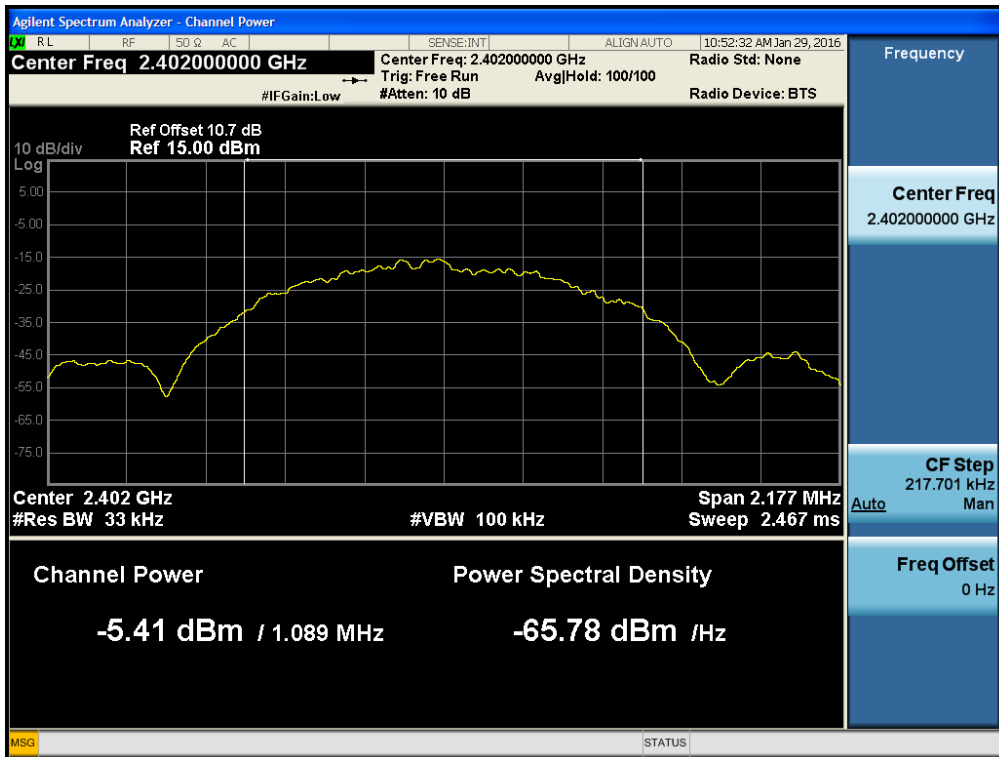 Agilent Spectrum Analyzer - Channel Power
LXI RL RF 50 Ω AC SENSE:INT ALIGN AUTO 10:52:32 AM Jan 29, 2016
Center Freq 2.402000000 GHz
#IFGain:Low
Center Freq: 2.402000000 GHz
Trig: Free Run Avg|Hold: 100/100
#Atten: 10 dB
Radio Std: None
Radio Device: BTS
Ref Offset 10.7 dB
10 dB/div Ref 15.00 dBm
Log
5.00
-5.00
-15.0
-25.0
-35.0
-45.0
-55.0
-65.0
-75.0
Center 2.402 GHz Span 2.177 MHz
#Res BW 33 kHz #VBW 100 kHz Sweep 2.467 ms
Channel Power Power Spectral Density
-5.41 dBm / 1.089 MHz -65.78 dBm /Hz
Frequency
Center Freq
2.402000000 GHz
CF Step
217.701 kHz
Auto Man
Freq Offset
0 Hz
MSG STATUS